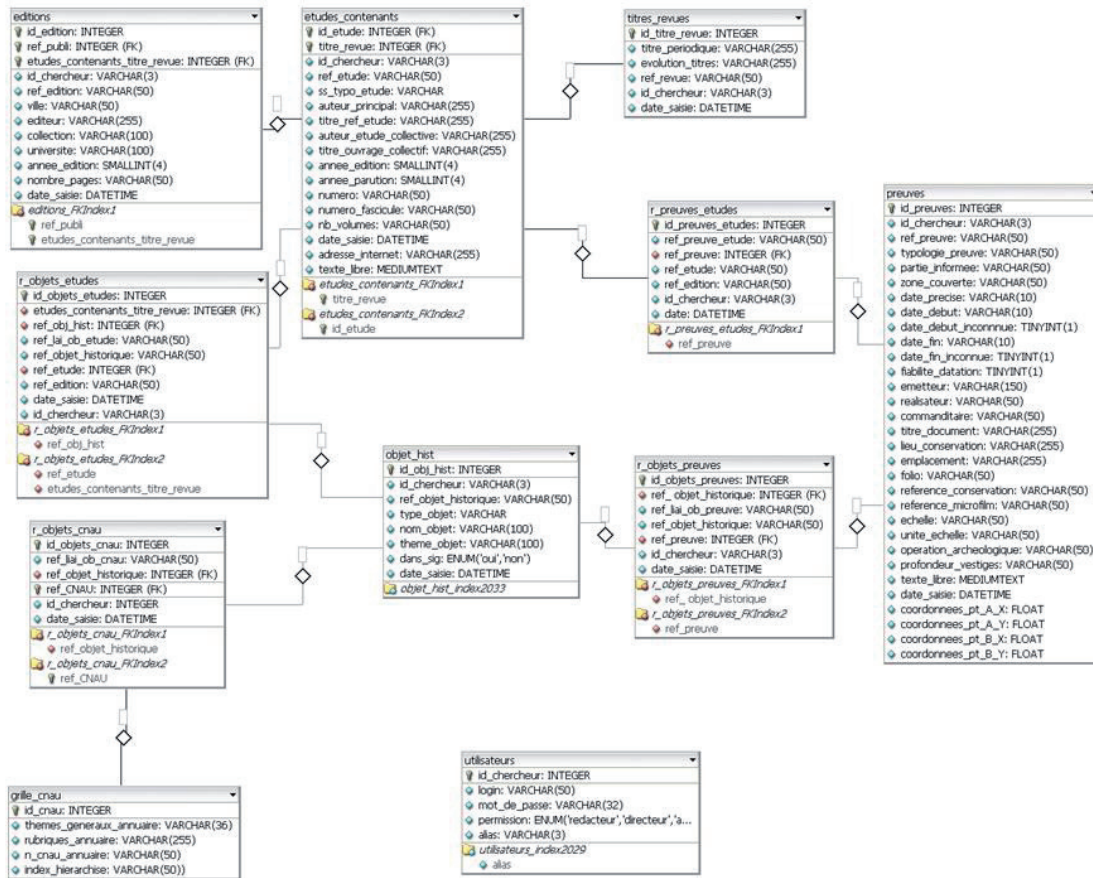 editions
id_edition: INTEGER
ref_publi: INTEGER (FK)
etudes_contenants_titre_revue: INTEGER (FK)
id_chercheur: VARCHAR(3)
ref_edition: VARCHAR(50)
ville: VARCHAR(50)
editeur: VARCHAR(255)
collection: VARCHAR(100)
universite: VARCHAR(100)
annee_edition: SMALLINT(4)
nombre_pages: VARCHAR(50)
date_saisie: DATETIME
editions_FKIndex1
ref_publi
etudes_contenants_titre_revue
etudes_contenants
id_etude: INTEGER (FK)
titre_revue: INTEGER (FK)
id_chercheur: VARCHAR(3)
ref_etude: VARCHAR(50)
ss_typo_etude: VARCHAR
auteur_principal: VARCHAR(255)
titre_ref_etude: VARCHAR(255)
auteur_etude_collective: VARCHAR(255)
titre_ouvrage_collectif: VARCHAR(255)
annee_edition: SMALLINT(4)
annee_parution: SMALLINT(4)
numero: VARCHAR(50)
numero_fascicule: VARCHAR(50)
nb_volumes: VARCHAR(50)
date_saisie: DATETIME
adresse_internet: VARCHAR(255)
texte_libre: MEDIUMTEXT
etudes_contenants_FKIndex1
titre_revue
etudes_contenants_FKIndex2
id_etude
titres_revues
id_titre_revue: INTEGER
titre_periodique: VARCHAR(255)
evolution_titres: VARCHAR(255)
ref_revue: VARCHAR(50)
id_chercheur: VARCHAR(3)
date_saisie: DATETIME
r_preuves_etudes
id_preuves_etudes: INTEGER
ref_preuve_etude: VARCHAR(50)
ref_preuve: INTEGER (FK)
ref_etude: VARCHAR(50)
ref_edition: VARCHAR(50)
id_chercheur: VARCHAR(3)
date: DATETIME
r_preuves_etudes_FKIndex1
ref_preuve
preuves
id_preuves: INTEGER
id_chercheur: VARCHAR(3)
ref_preuve: VARCHAR(50)
typologie_preuve: VARCHAR(50)
partie_informee: VARCHAR(50)
zone_couverte: VARCHAR(50)
date_precise: VARCHAR(10)
date_debut: VARCHAR(10)
date_debut_inconnnue: TINYINT(1)
date_fin: VARCHAR(10)
date_fin_inconnue: TINYINT(1)
fiabilite_datation: TINYINT(1)
emetteur: VARCHAR(150)
realisateur: VARCHAR(50)
commanditaire: VARCHAR(50)
titre_document: VARCHAR(255)
lieu_conservation: VARCHAR(255)
emplacement: VARCHAR(255)
folio: VARCHAR(50)
reference_conservation: VARCHAR(50)
reference_microfilm: VARCHAR(50)
echelle: VARCHAR(50)
unite_echelle: VARCHAR(50)
operation_archeologique: VARCHAR(50)
profondeur_vestiges: VARCHAR(50)
texte_libre: MEDIUMTEXT
date_saisie: DATETIME
coordonnees_pt_A_X: FLOAT
coordonnees_pt_A_Y: FLOAT
coordonnees_pt_B_X: FLOAT
coordonnees_pt_B_Y: FLOAT
r_objets_etudes
id_objets_etudes: INTEGER
etudes_contenants_titre_revue: INTEGER (FK)
ref_obj_hist: INTEGER (FK)
ref_lai_ob_etude: VARCHAR(50)
ref_objet_historique: VARCHAR(50)
ref_etude: INTEGER (FK)
ref_edition: VARCHAR(50)
date_saisie: DATETIME
id_chercheur: VARCHAR(3)
r_objets_etudes_FKIndex1
ref_obj_hist
r_objets_etudes_FKIndex2
ref_etude
etudes_contenants_titre_revue
objet_hist
id_obj_hist: INTEGER
id_chercheur: VARCHAR(3)
ref_objet_historique: VARCHAR(50)
type_objet: VARCHAR
nom_objet: VARCHAR(100)
theme_objet: VARCHAR(100)
dans_sig: ENUM('oui','non')
date_saisie: DATETIME
objet_hist_index2033
r_objets_preuves
id_objets_preuves: INTEGER
ref_ objet_historique: INTEGER (FK)
ref_liai_ob_preuve: VARCHAR(50)
ref_objet_historique: VARCHAR(50)
ref_preuve: INTEGER (FK)
id_chercheur: VARCHAR(3)
date_saisie: DATETIME
r_objets_preuves_FKIndex1
ref_ objet_historique
r_objets_preuves_FKIndex2
ref_preuve
r_objets_cnau
id_objets_cnau: INTEGER
ref_liai_ob_cnau: VARCHAR(50)
ref_objet_historique: INTEGER (FK)
ref_CNAU: INTEGER (FK)
id_chercheur: INTEGER
date_saisie: DATETIME
r_objets_cnau_FKIndex1
ref_objet_historique
r_objets_cnau_FKIndex2
ref_CNAU
grille_cnau
id_cnau: INTEGER
themes_generaux_annuaire: VARCHAR(36)
rubriques_annuaire: VARCHAR(255)
n_cnau_annuaire: VARCHAR(50)
index_hierarchise: VARCHAR(50))
utilisateurs
id_chercheur: INTEGER
login: VARCHAR(50)
mot_de_passe: VARCHAR(32)
permission: ENUM('redacteur','directeur','a...
alias: VARCHAR(3)
utilisateurs_index2029
alias